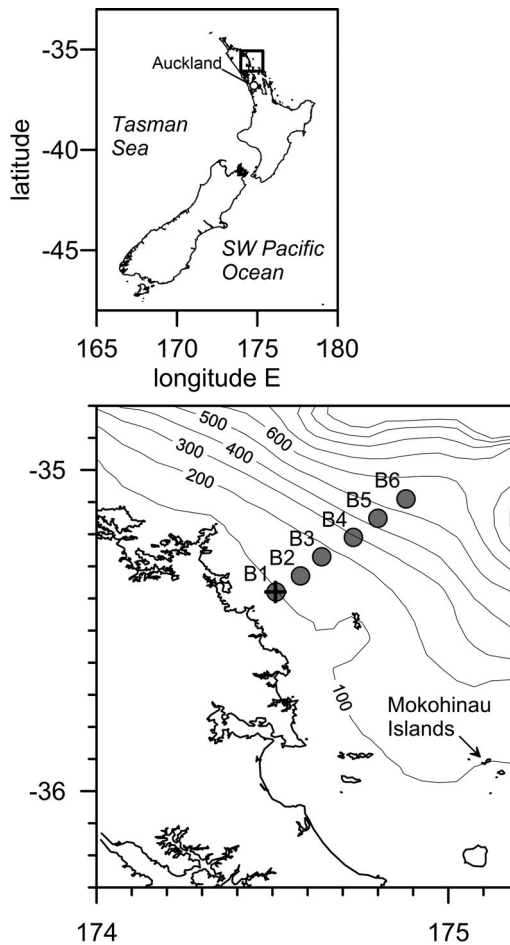 -35
Auckland
Tasman
Sea
-40
latitude
-45
SW Pacific
Ocean
165 170 175 180
longitude E
500
600
300 400
200
-35
B6
B5
B4
B3
B2
B1
100
Mokohinau
Islands
-36
174 175